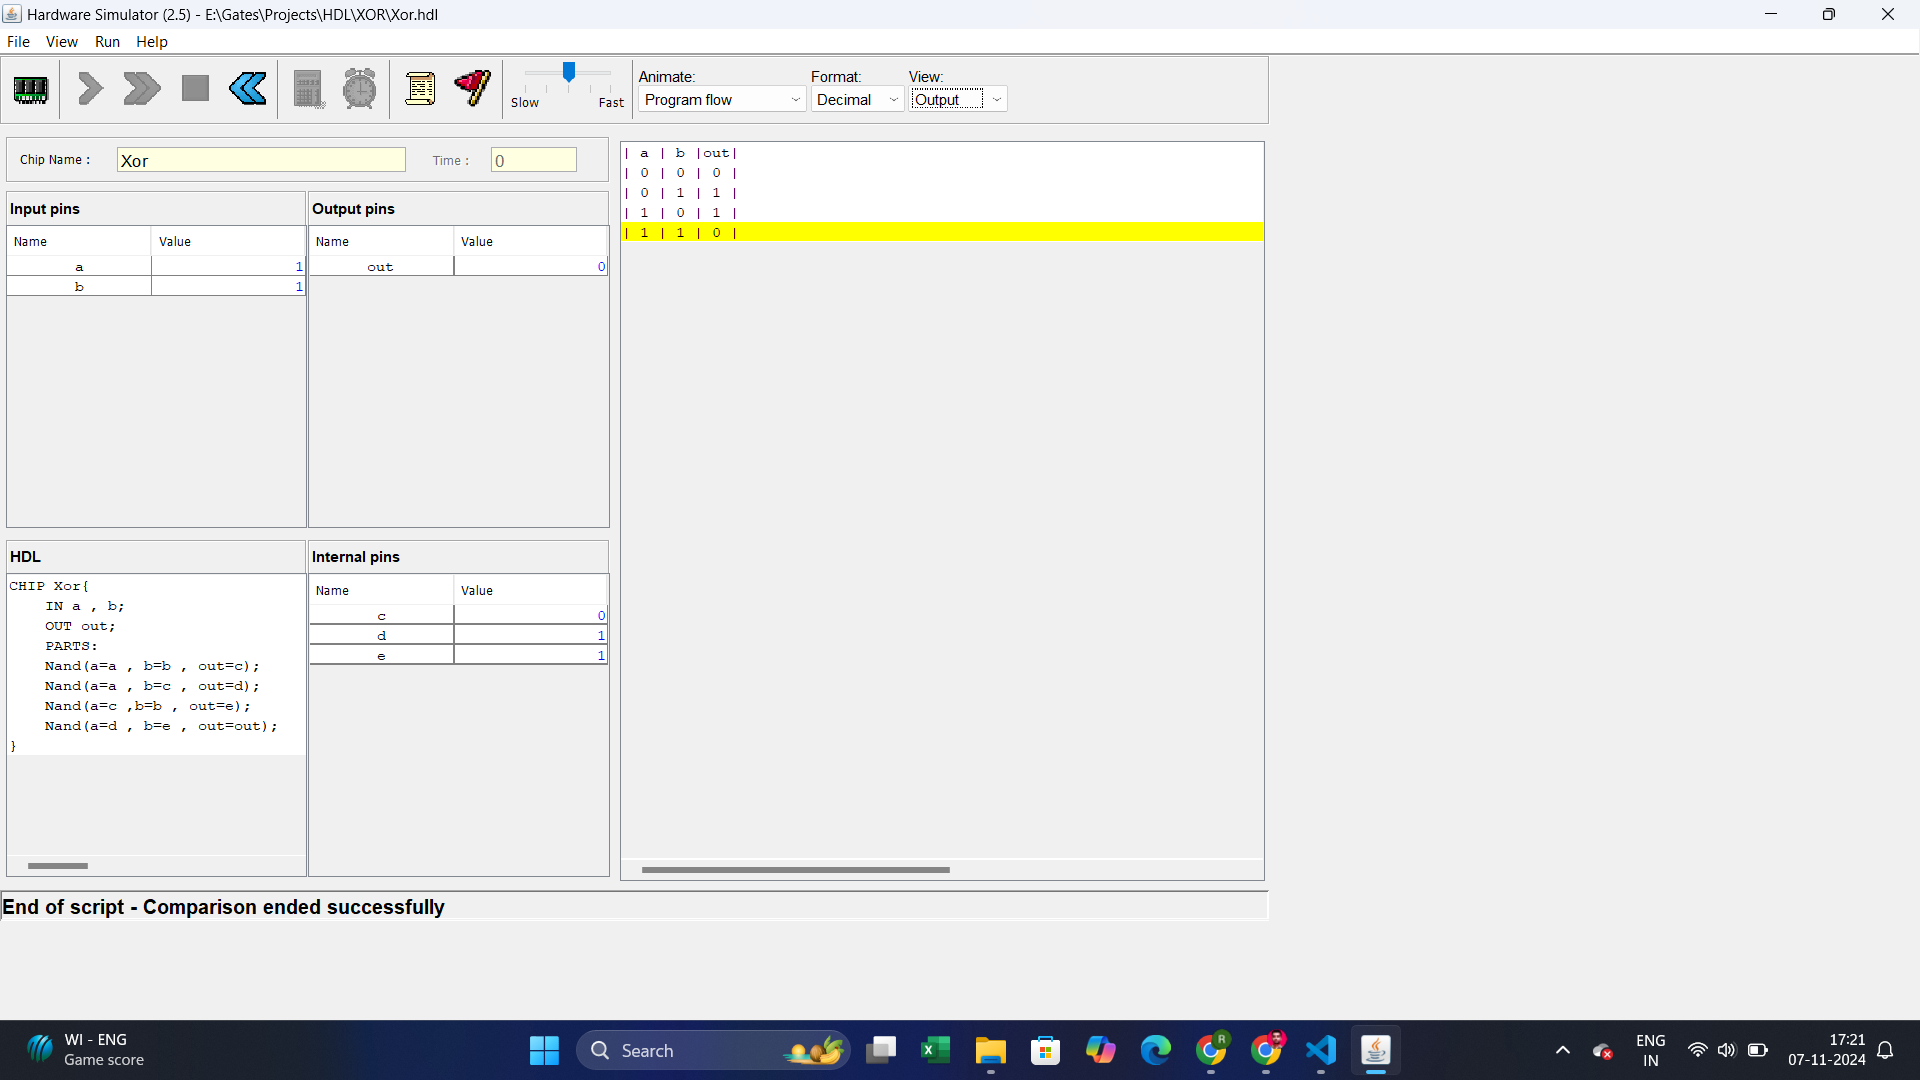 Hardware Simulator (2.5) - E:\Gates\Projects\HDL\XOR\Xor.hdl
File View Run Help
Slow Fast
Animate:
Program flow
Format:
Decimal
View:
Output
Chip Name : Xor Time : 0
Input pins
Name Value
a 1
b 1
Output pins
Name Value
out 0
| a | b |out|
| 0 | 0 | 0 |
| 0 | 1 | 1 |
| 1 | 0 | 1 |
| 1 | 1 | 0 |
HDL
CHIP Xor{
IN a , b;
OUT out;
PARTS:
Nand(a=a , b=b , out=c);
Nand(a=a , b=c , out=d);
Nand(a=c ,b=b , out=e);
Nand(a=d , b=e , out=out);
}
Internal pins
Name Value
c 0
d 1
e 1
End of script - Comparison ended successfully
WI - ENG
Game score
Search
R
ENG
IN
17:21
07-11-2024